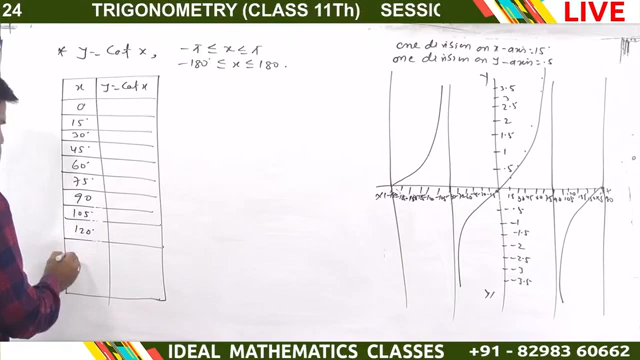 24 TRIGONOMETRY (CLASS 11Th) SESSI LIVE
* y = Cot x, -π ≤ x ≤ π
-180° ≤ x ≤ 180.
one division on x-axis = 15°
one division on y-axis = .5
x y = Cot x
0
15°
30°
45°
60°
75°
90
105°
120°
y
3.5
3
2.5
2
1.5
1
.5
-.5
-1
-1.5
-2
-2.5
-3
-3.5
y'
IDEAL MATHEMATICS CLASSES +91 - 82983 60662